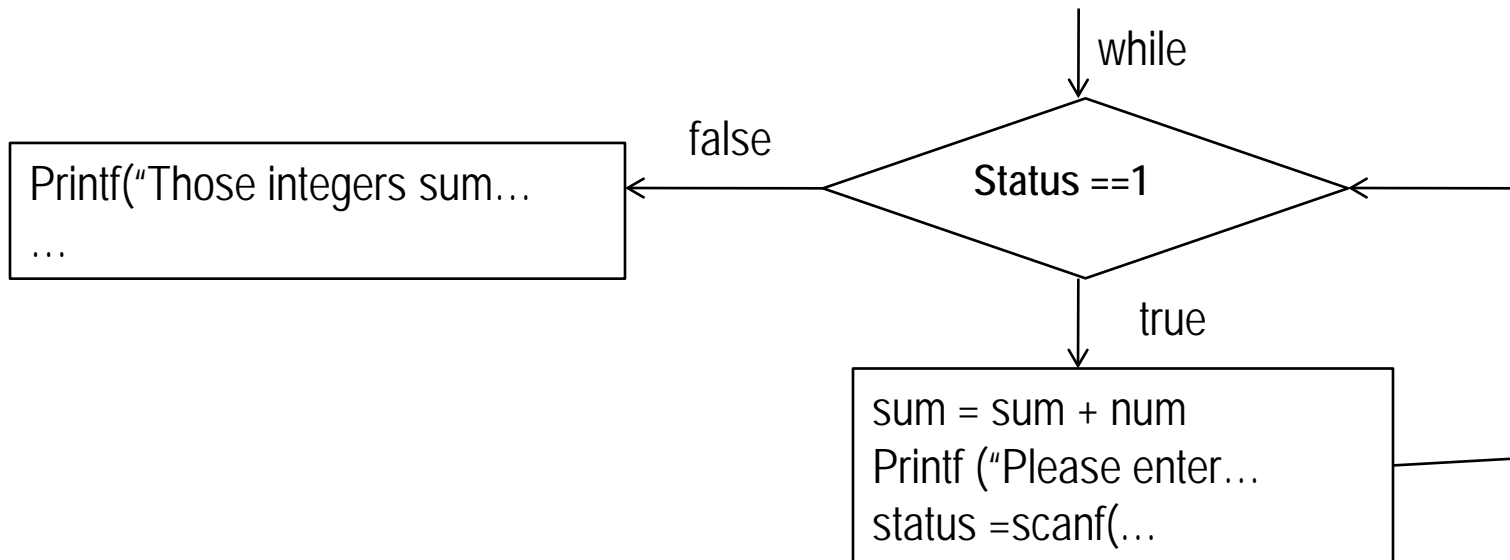 while
false
Status ==1
Printf("Those integers sum…
…
true
sum = sum + num
Printf ("Please enter…
status =scanf(…